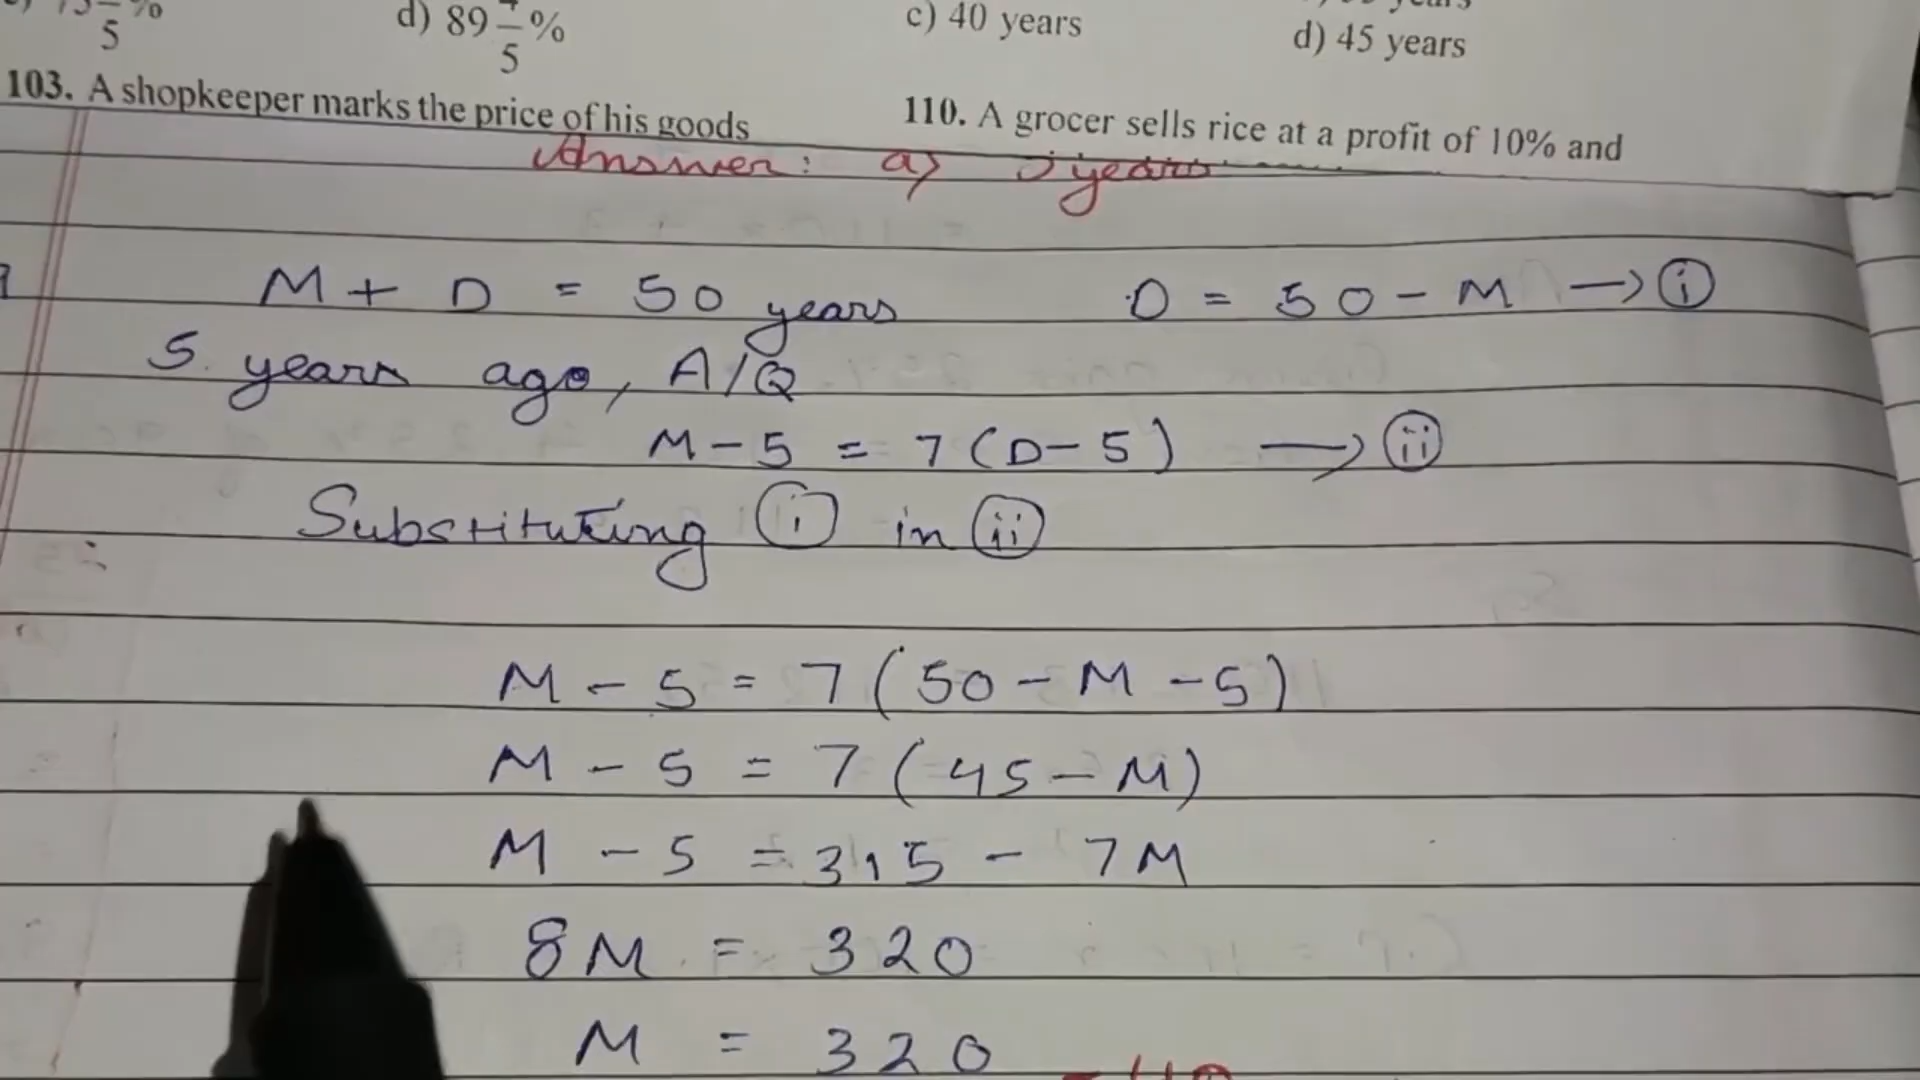 5
d) 89 4/5 %
c) 40 years
d) 45 years
103. A shopkeeper marks the price of his goods
110. A grocer sells rice at a profit of 10% and
Answer: a) years
M + D = 50 years D = 50 - M → (i)
5 years ago, A/Q
M - 5 = 7 (D - 5) → (ii)
Substituting (i) in (ii)
M - 5 = 7 (50 - M - 5)
M - 5 = 7 (45 - M)
M - 5 = 315 - 7M
8M = 320
M = 320